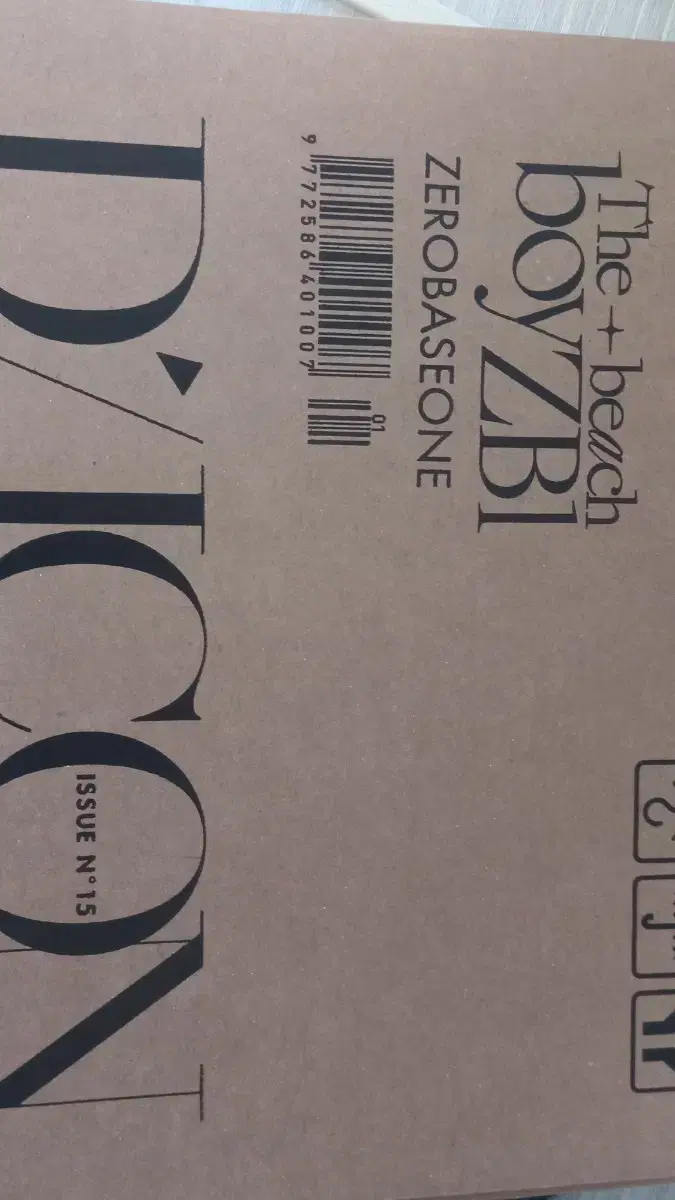 The + beach
boyZB1
ZEROBASEONE
01
9 772586 401007
D/ICON
ISSUE N°15